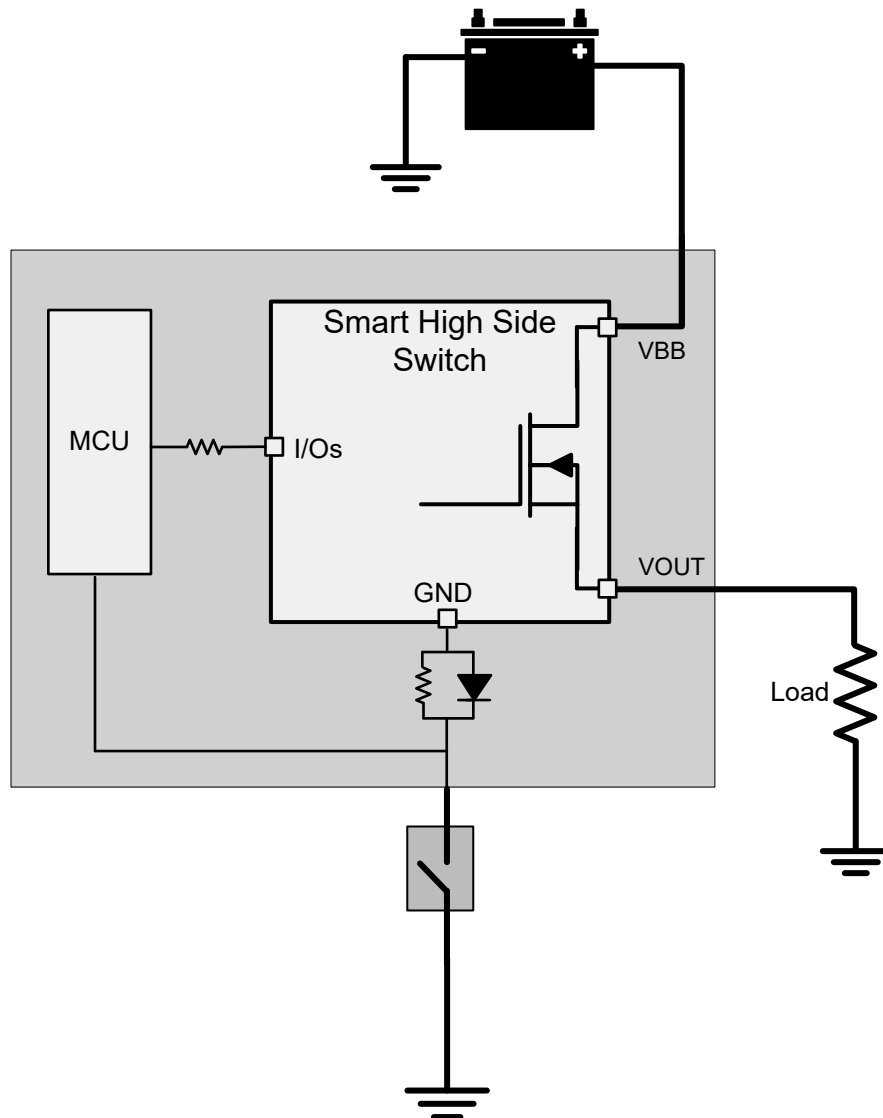 - +
Smart High Side
Switch
VBB
MCU
I/Os
VOUT
GND
Load